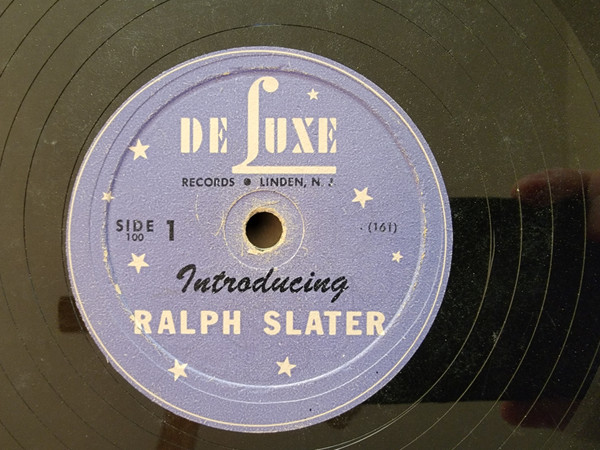 DE LUXE
RECORDS ● LINDEN, N. J.
SIDE 1
100
(161)
Introducing
RALPH SLATER